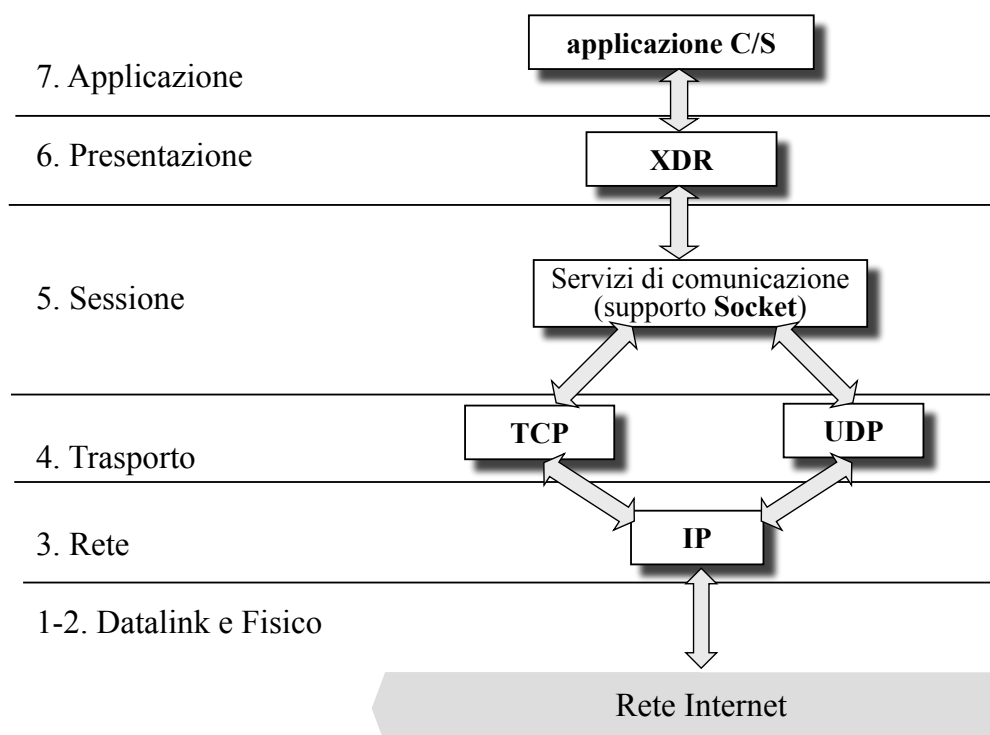 applicazione C/S
7. Applicazione
6. Presentazione
XDR
5. Sessione
Servizi di comunicazione
(supporto Socket)
TCP
UDP
4. Trasporto
3. Rete
IP
1-2. Datalink e Fisico
Rete Internet